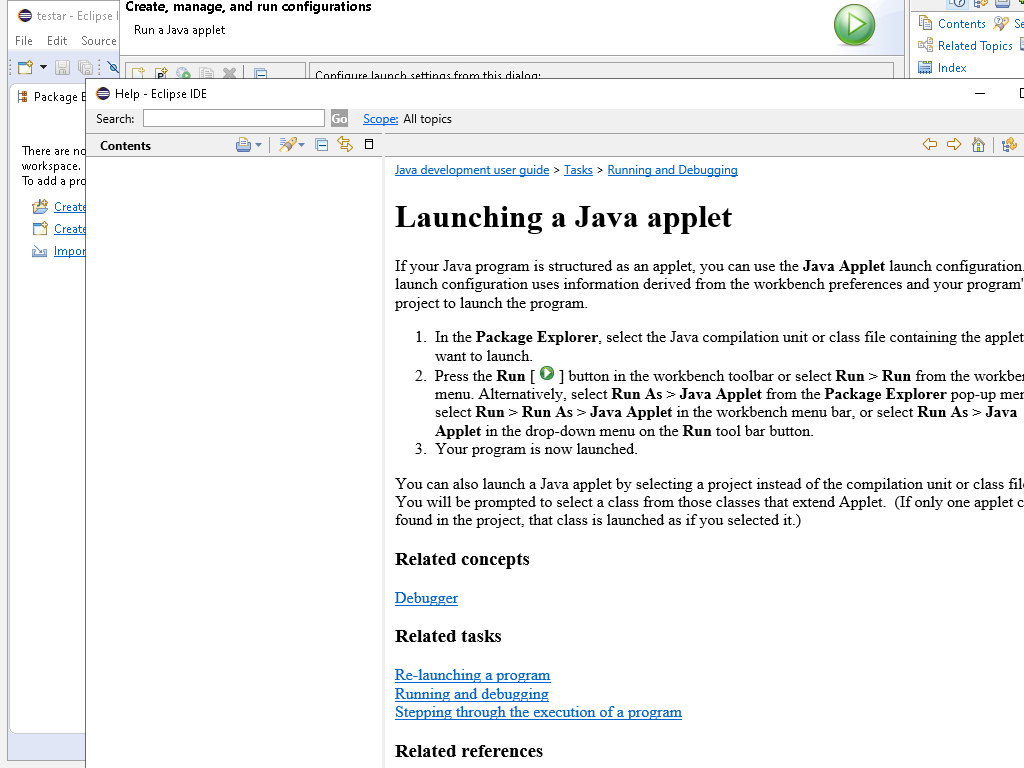 testar - Eclipse I
File Edit Source
Package E
There are no
workspace.
To add a pro
Create
Create
Impor
Create, manage, and run configurations
Run a Java applet
Configure launch settings from this dialog:
Contents Se
Related Topics
Index
Help - Eclipse IDE
Search: Go Scope: All topics
Contents
Java development user guide > Tasks > Running and Debugging
Launching a Java applet
If your Java program is structured as an applet, you can use the Java Applet launch configuration.
launch configuration uses information derived from the workbench preferences and your program'
project to launch the program.
1. In the Package Explorer, select the Java compilation unit or class file containing the applet
want to launch.
2. Press the Run [ ] button in the workbench toolbar or select Run > Run from the workben
menu. Alternatively, select Run As > Java Applet from the Package Explorer pop-up men
select Run > Run As > Java Applet in the workbench menu bar, or select Run As > Java
Applet in the drop-down menu on the Run tool bar button.
3. Your program is now launched.
You can also launch a Java applet by selecting a project instead of the compilation unit or class file
You will be prompted to select a class from those classes that extend Applet. (If only one applet c
found in the project, that class is launched as if you selected it.)
Related concepts
Debugger
Related tasks
Re-launching a program
Running and debugging
Stepping through the execution of a program
Related references